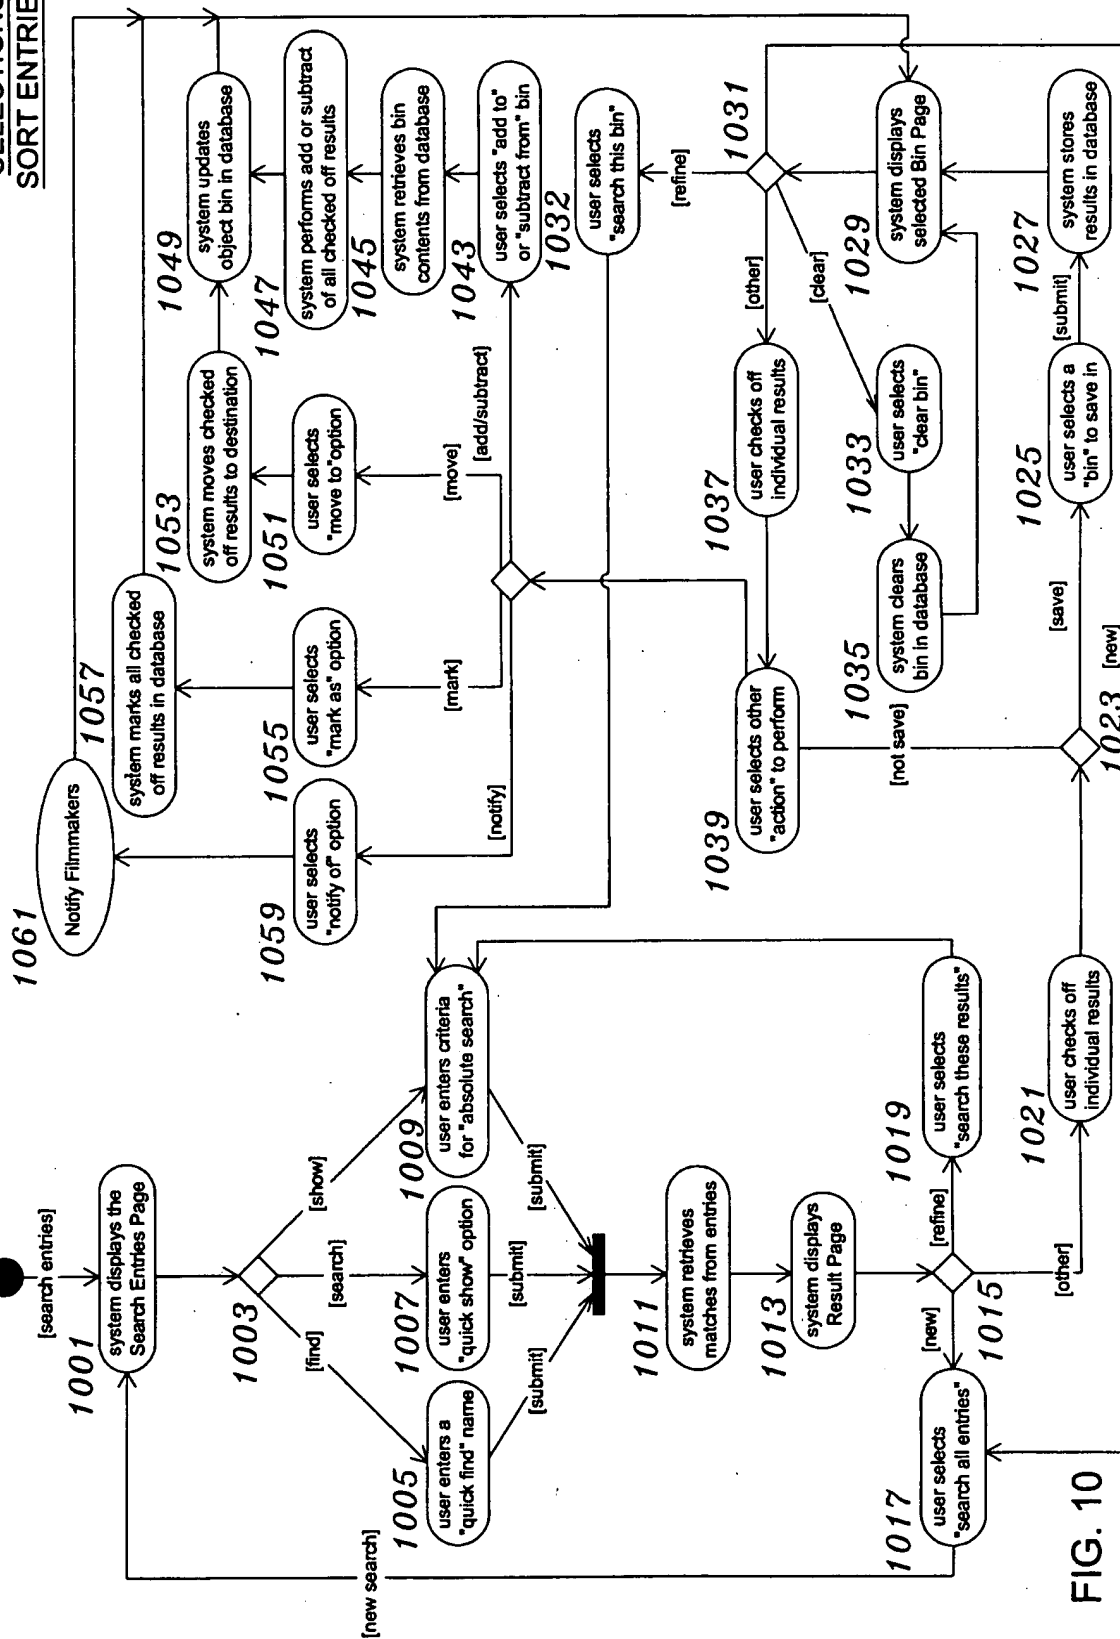 SORT ENTRIE
[search entries]
1001
system displays the
Search Entries Page
1003
[find]
[search]
[show]
1005
user enters a
"quick find" name
1007
user enters
"quick show" option
1009
user enters criteria
for "absolute search"
[submit]
[submit]
[submit]
1011
system retrieves
matches from entries
1013
system displays
Result Page
1015
[new]
[refine]
[other]
1017
user selects
"search all entries"
[new search]
1019
user selects
"search these results"
1021
user checks off
individual results
1023
[new]
[not save]
[save]
1025
user selects a
"bin" to save in
[submit]
1027
system stores
results in database
1029
system displays
selected Bin Page
1031
[refine]
[other]
[clear]
1032
user selects
"search this bin"
1033
user selects
"clear bin"
1035
system clears
bin in database
1037
user checks off
individual results
1039
user selects other
"action" to perform
[notify]
[mark]
[move]
[add/subtract]
1043
user selects "add to"
or "subtract from" bin
1045
system retrieves bin
contents from database
1047
system performs add or subtract
of all checked off results
1049
system updates
object bin in database
1051
user selects
"move to"option
1053
system moves checked
off results to destination
1055
user selects
"mark as" option
1057
system marks all checked
off results in database
1059
user selects
"notify of" option
1061
Notify Filmmakers
FIG. 10